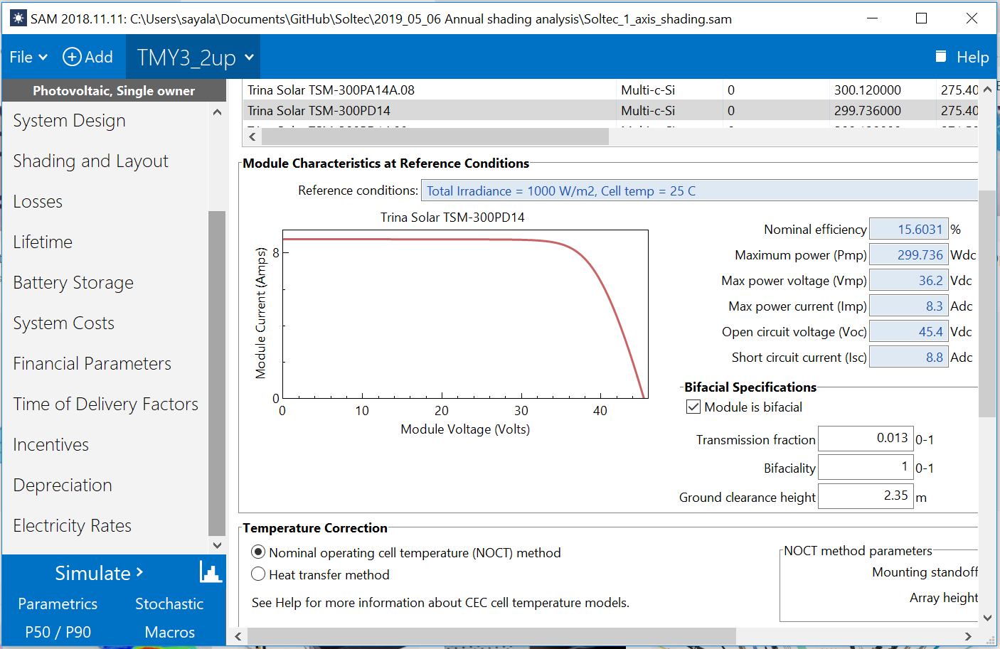 SAM 2018.11.11: C:\Users\sayala\Documents\GitHub\Soltec\2019_05_06 Annual shading analysis\Soltec_1_axis_shading.sam
File Add TMY3_2up Help
Photovoltaic, Single owner
System Design
Shading and Layout
Losses
Lifetime
Battery Storage
System Costs
Financial Parameters
Time of Delivery Factors
Incentives
Depreciation
Electricity Rates
Simulate >
Parametrics Stochastic
P50 / P90 Macros
Trina Solar TSM-300PA14A.08 Multi-c-Si 0 300.120000 275.40
Trina Solar TSM-300PD14 Multi-c-Si 0 299.736000 275.40
Module Characteristics at Reference Conditions
Reference conditions: Total Irradiance = 1000 W/m2, Cell temp = 25 C
Trina Solar TSM-300PD14
Module Current (Amps)
8
0
0 10 20 30 40
Module Voltage (Volts)
Nominal efficiency 15.6031 %
Maximum power (Pmp) 299.736 Wdc
Max power voltage (Vmp) 36.2 Vdc
Max power current (Imp) 8.3 Adc
Open circuit voltage (Voc) 45.4 Vdc
Short circuit current (Isc) 8.8 Adc
Bifacial Specifications
Module is bifacial
Transmission fraction 0.013 0-1
Bifaciality 1 0-1
Ground clearance height 2.35 m
Temperature Correction
Nominal operating cell temperature (NOCT) method
Heat transfer method
See Help for more information about CEC cell temperature models.
NOCT method parameters
Mounting standoff
Array height